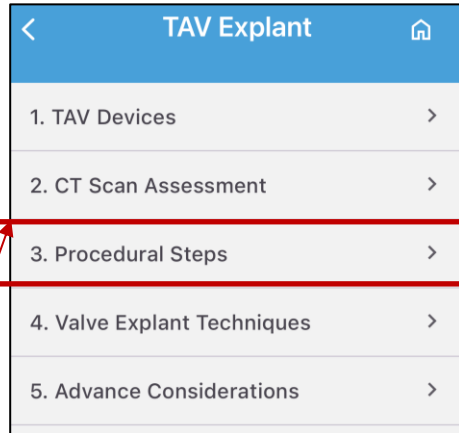 TAV Explant
1. TAV Devices
2. CT Scan Assessment
3. Procedural Steps
4. Valve Explant Techniques
5. Advance Considerations